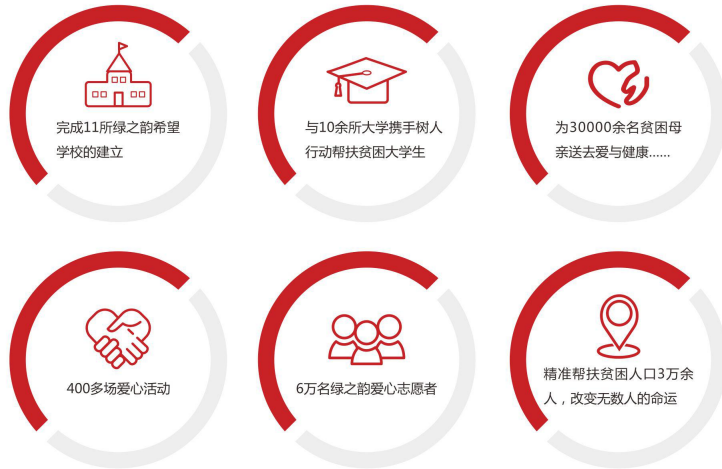 完成11所绿之韵希望
学校的建立
与10余所大学携手树人
行动帮扶贫困大学生
为30000余名贫困母
亲送去爱与健康......
400多场爱心活动
6万名绿之韵爱心志愿者
精准帮扶贫困人口3万余
人，改变无数人的命运